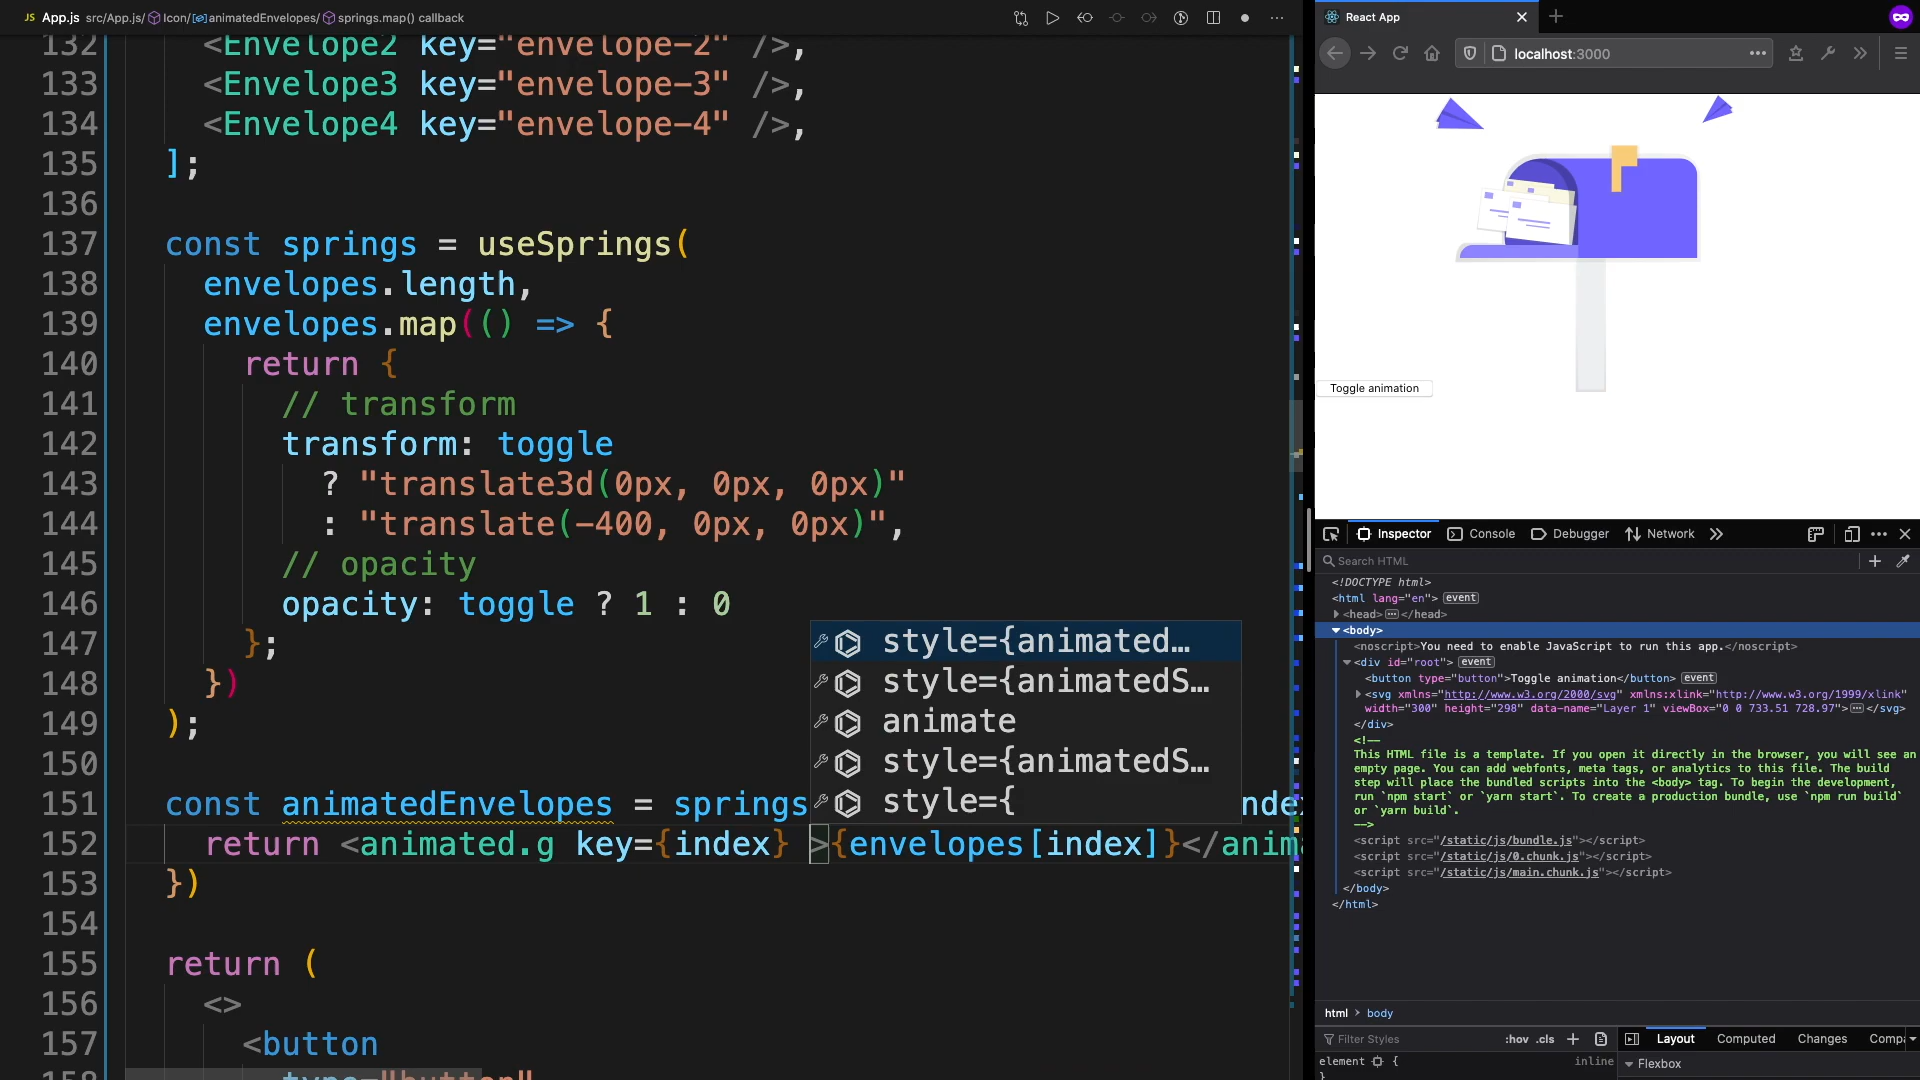 JS App.js src/App.js/ Icon/ animatedEnvelopes/ springs.map() callback
132 <Envelope2 key="envelope-2" />,
133 <Envelope3 key="envelope-3" />,
134 <Envelope4 key="envelope-4" />,
135 ];
136
137 const springs = useSprings(
138 envelopes.length,
139 envelopes.map(() => {
140 return {
141 // transform
142 transform: toggle
143 ? "translate3d(0px, 0px, 0px)"
144 : "translate(-400, 0px, 0px)",
145 // opacity
146 opacity: toggle ? 1 : 0
147 };
148 })
149 );
150
151 const animatedEnvelopes = springs
152 return <animated.g key={index} >{envelopes[index]}</anima
153 })
154
155 return (
156 <>
157 <button
158 type="button"
style={animated…
style={animatedS…
animate
style={animatedS…
style={
React App
localhost:3000
Toggle animation
Inspector Console Debugger Network
Search HTML
<!DOCTYPE html>
<html lang="en"> event
<head> </head>
<body>
<noscript>You need to enable JavaScript to run this app.</noscript>
<div id="root"> event
<button type="button">Toggle animation</button> event
<svg xmlns="http://www.w3.org/2000/svg" xmlns:xlink="http://www.w3.org/1999/xlink"
width="300" height="298" data-name="Layer 1" viewBox="0 0 733.51 728.97"> </svg>
</div>
<!--
This HTML file is a template. If you open it directly in the browser, you will see an
empty page. You can add webfonts, meta tags, or analytics to this file. The build
step will place the bundled scripts into the <body> tag. To begin the development,
run `npm start` or `yarn start`. To create a production bundle, use `npm run build`
or `yarn build`.
-->
<script src="/static/js/bundle.js"></script>
<script src="/static/js/0.chunk.js"></script>
<script src="/static/js/main.chunk.js"></script>
</body>
</html>
html > body
Filter Styles :hov .cls + Layout Computed Changes Compa
element { inline Flexbox
}